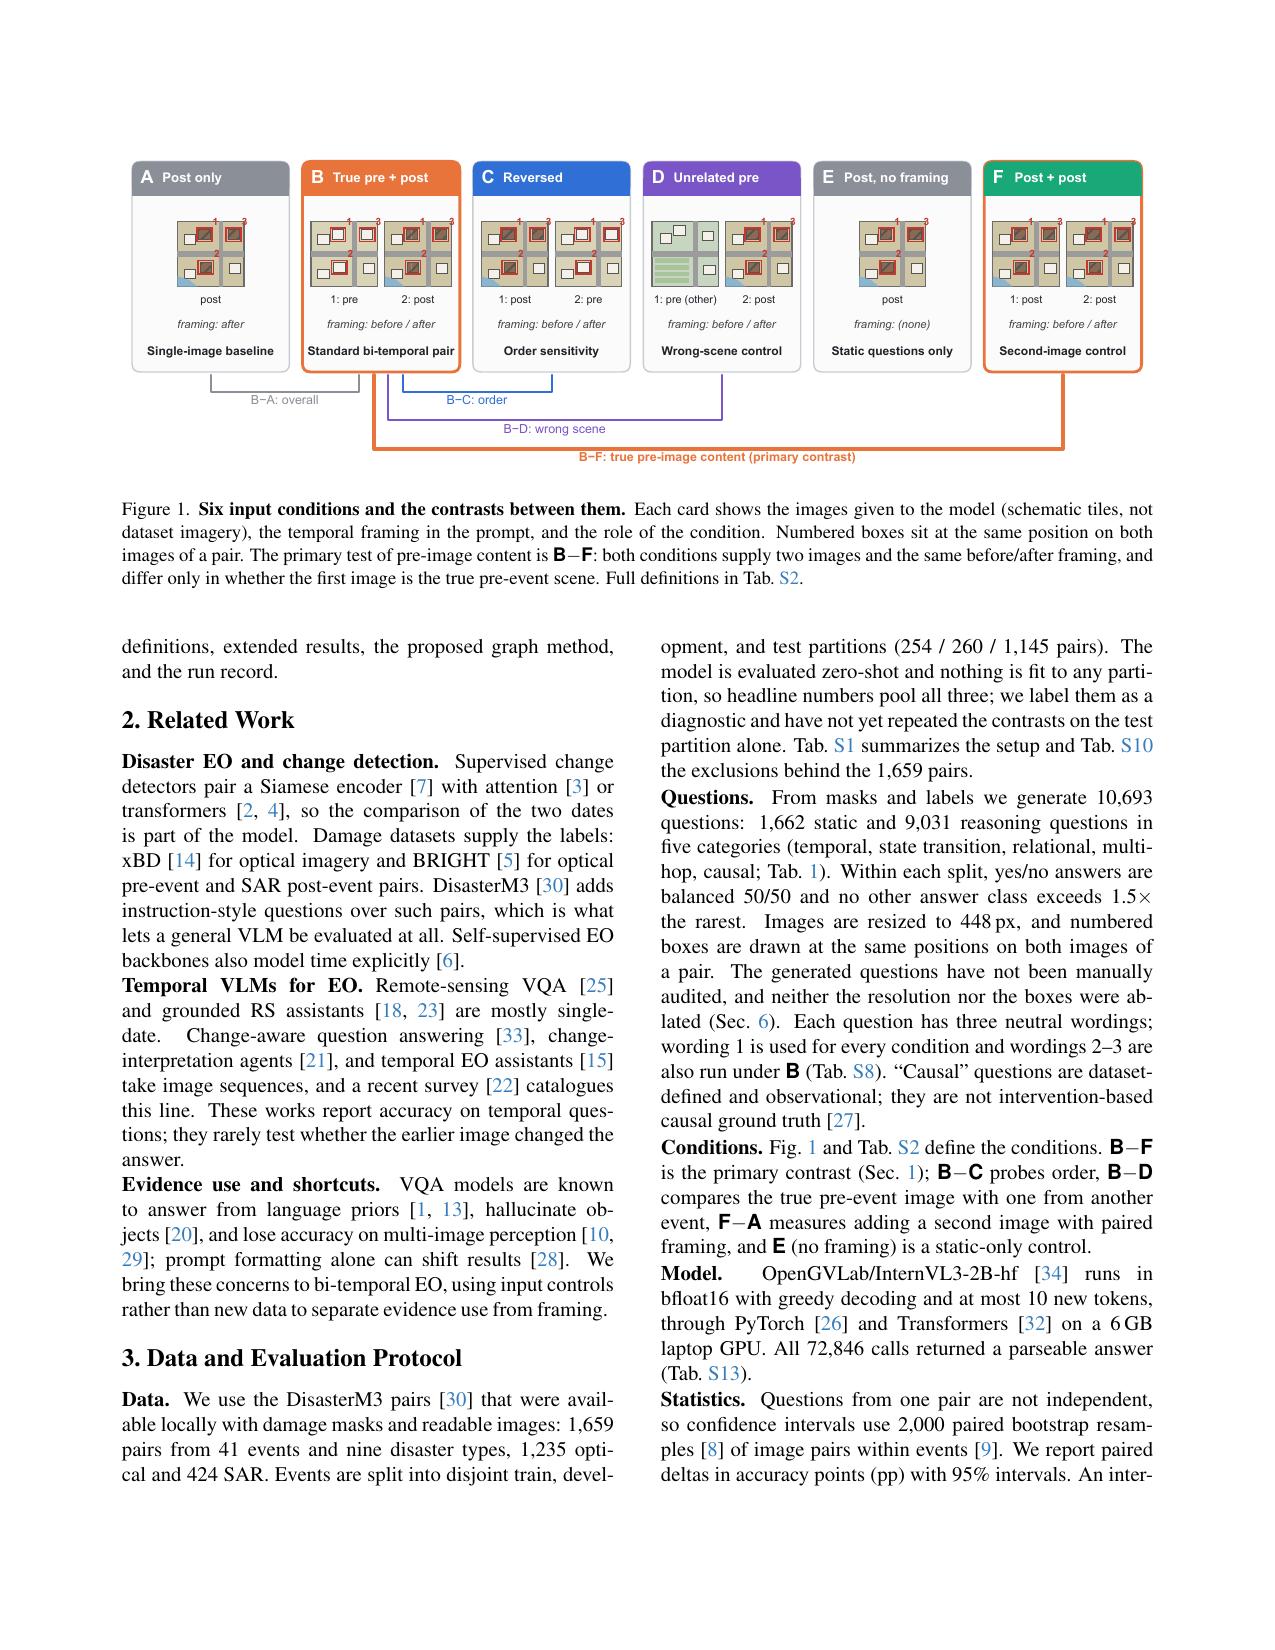 A Post only
B True pre + post
C Reversed
D Unrelated pre
E Post, no framing
F Post + post
1 3
2
1 3 1 3
2 2
1 3 1 3
2 2
1 3
2
1 3
2
1 3 1 3
2 2
post
1: pre 2: post
1: post 2: pre
1: pre (other) 2: post
post
1: post 2: post
framing: after
framing: before / after
framing: before / after
framing: before / after
framing: (none)
framing: before / after
Single-image baseline
Standard bi-temporal pair
Order sensitivity
Wrong-scene control
Static questions only
Second-image control
B−A: overall
B−C: order
B−D: wrong scene
B−F: true pre-image content (primary contrast)
Figure 1. Six input conditions and the contrasts between them. Each card shows the images given to the model (schematic tiles, not
dataset imagery), the temporal framing in the prompt, and the role of the condition. Numbered boxes sit at the same position on both
images of a pair. The primary test of pre-image content is B−F: both conditions supply two images and the same before/after framing, and
differ only in whether the first image is the true pre-event scene. Full definitions in Tab. S2.
definitions, extended results, the proposed graph method,
and the run record.
2. Related Work
Disaster EO and change detection. Supervised change
detectors pair a Siamese encoder [7] with attention [3] or
transformers [2, 4], so the comparison of the two dates
is part of the model. Damage datasets supply the labels:
xBD [14] for optical imagery and BRIGHT [5] for optical
pre-event and SAR post-event pairs. DisasterM3 [30] adds
instruction-style questions over such pairs, which is what
lets a general VLM be evaluated at all. Self-supervised EO
backbones also model time explicitly [6].
Temporal VLMs for EO. Remote-sensing VQA [25]
and grounded RS assistants [18, 23] are mostly single-
date. Change-aware question answering [33], change-
interpretation agents [21], and temporal EO assistants [15]
take image sequences, and a recent survey [22] catalogues
this line. These works report accuracy on temporal ques-
tions; they rarely test whether the earlier image changed the
answer.
Evidence use and shortcuts. VQA models are known
to answer from language priors [1, 13], hallucinate ob-
jects [20], and lose accuracy on multi-image perception [10,
29]; prompt formatting alone can shift results [28]. We
bring these concerns to bi-temporal EO, using input controls
rather than new data to separate evidence use from framing.
3. Data and Evaluation Protocol
Data. We use the DisasterM3 pairs [30] that were avail-
able locally with damage masks and readable images: 1,659
pairs from 41 events and nine disaster types, 1,235 opti-
cal and 424 SAR. Events are split into disjoint train, devel-
opment, and test partitions (254 / 260 / 1,145 pairs). The
model is evaluated zero-shot and nothing is fit to any parti-
tion, so headline numbers pool all three; we label them as a
diagnostic and have not yet repeated the contrasts on the test
partition alone. Tab. S1 summarizes the setup and Tab. S10
the exclusions behind the 1,659 pairs.
Questions. From masks and labels we generate 10,693
questions: 1,662 static and 9,031 reasoning questions in
five categories (temporal, state transition, relational, multi-
hop, causal; Tab. 1). Within each split, yes/no answers are
balanced 50/50 and no other answer class exceeds 1.5×
the rarest. Images are resized to 448 px, and numbered
boxes are drawn at the same positions on both images of
a pair. The generated questions have not been manually
audited, and neither the resolution nor the boxes were ab-
lated (Sec. 6). Each question has three neutral wordings;
wording 1 is used for every condition and wordings 2–3 are
also run under B (Tab. S8). “Causal” questions are dataset-
defined and observational; they are not intervention-based
causal ground truth [27].
Conditions. Fig. 1 and Tab. S2 define the conditions. B−F
is the primary contrast (Sec. 1); B−C probes order, B−D
compares the true pre-event image with one from another
event, F−A measures adding a second image with paired
framing, and E (no framing) is a static-only control.
Model. OpenGVLab/InternVL3-2B-hf [34] runs in
bfloat16 with greedy decoding and at most 10 new tokens,
through PyTorch [26] and Transformers [32] on a 6 GB
laptop GPU. All 72,846 calls returned a parseable answer
(Tab. S13).
Statistics. Questions from one pair are not independent,
so confidence intervals use 2,000 paired bootstrap resam-
ples [8] of image pairs within events [9]. We report paired
deltas in accuracy points (pp) with 95% intervals. An inter-